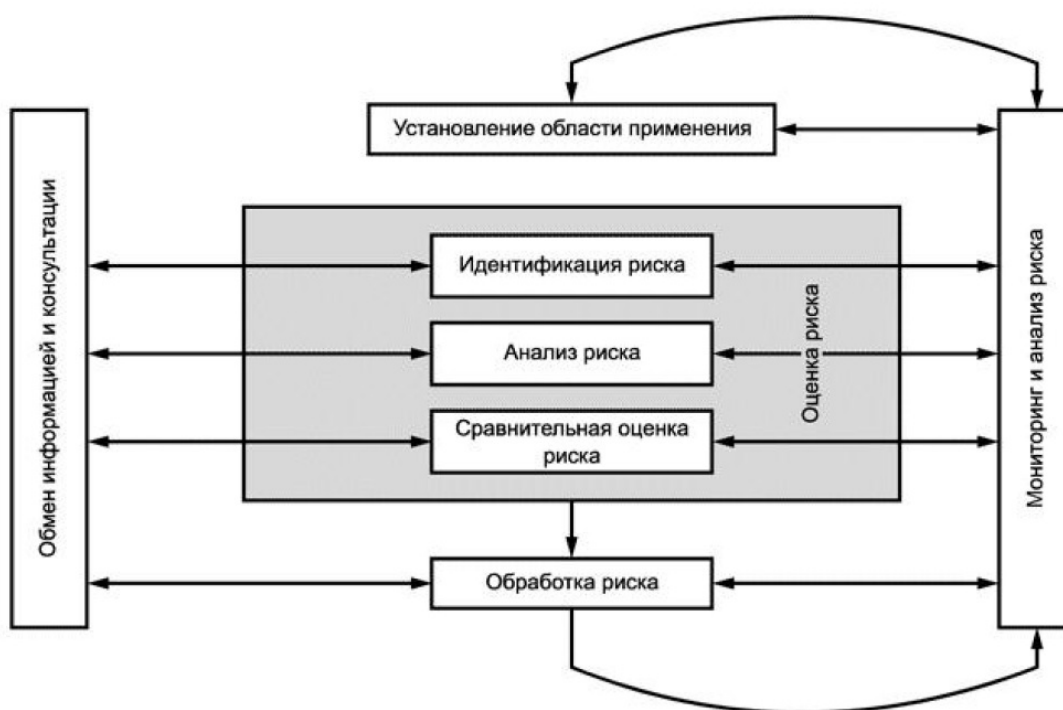 Обмен информацией и консультации
Установление области применения
Идентификация риска
Анализ риска
Сравнительная оценка
риска
Оценка риска
Обработка риска
Мониторинг и анализ риска